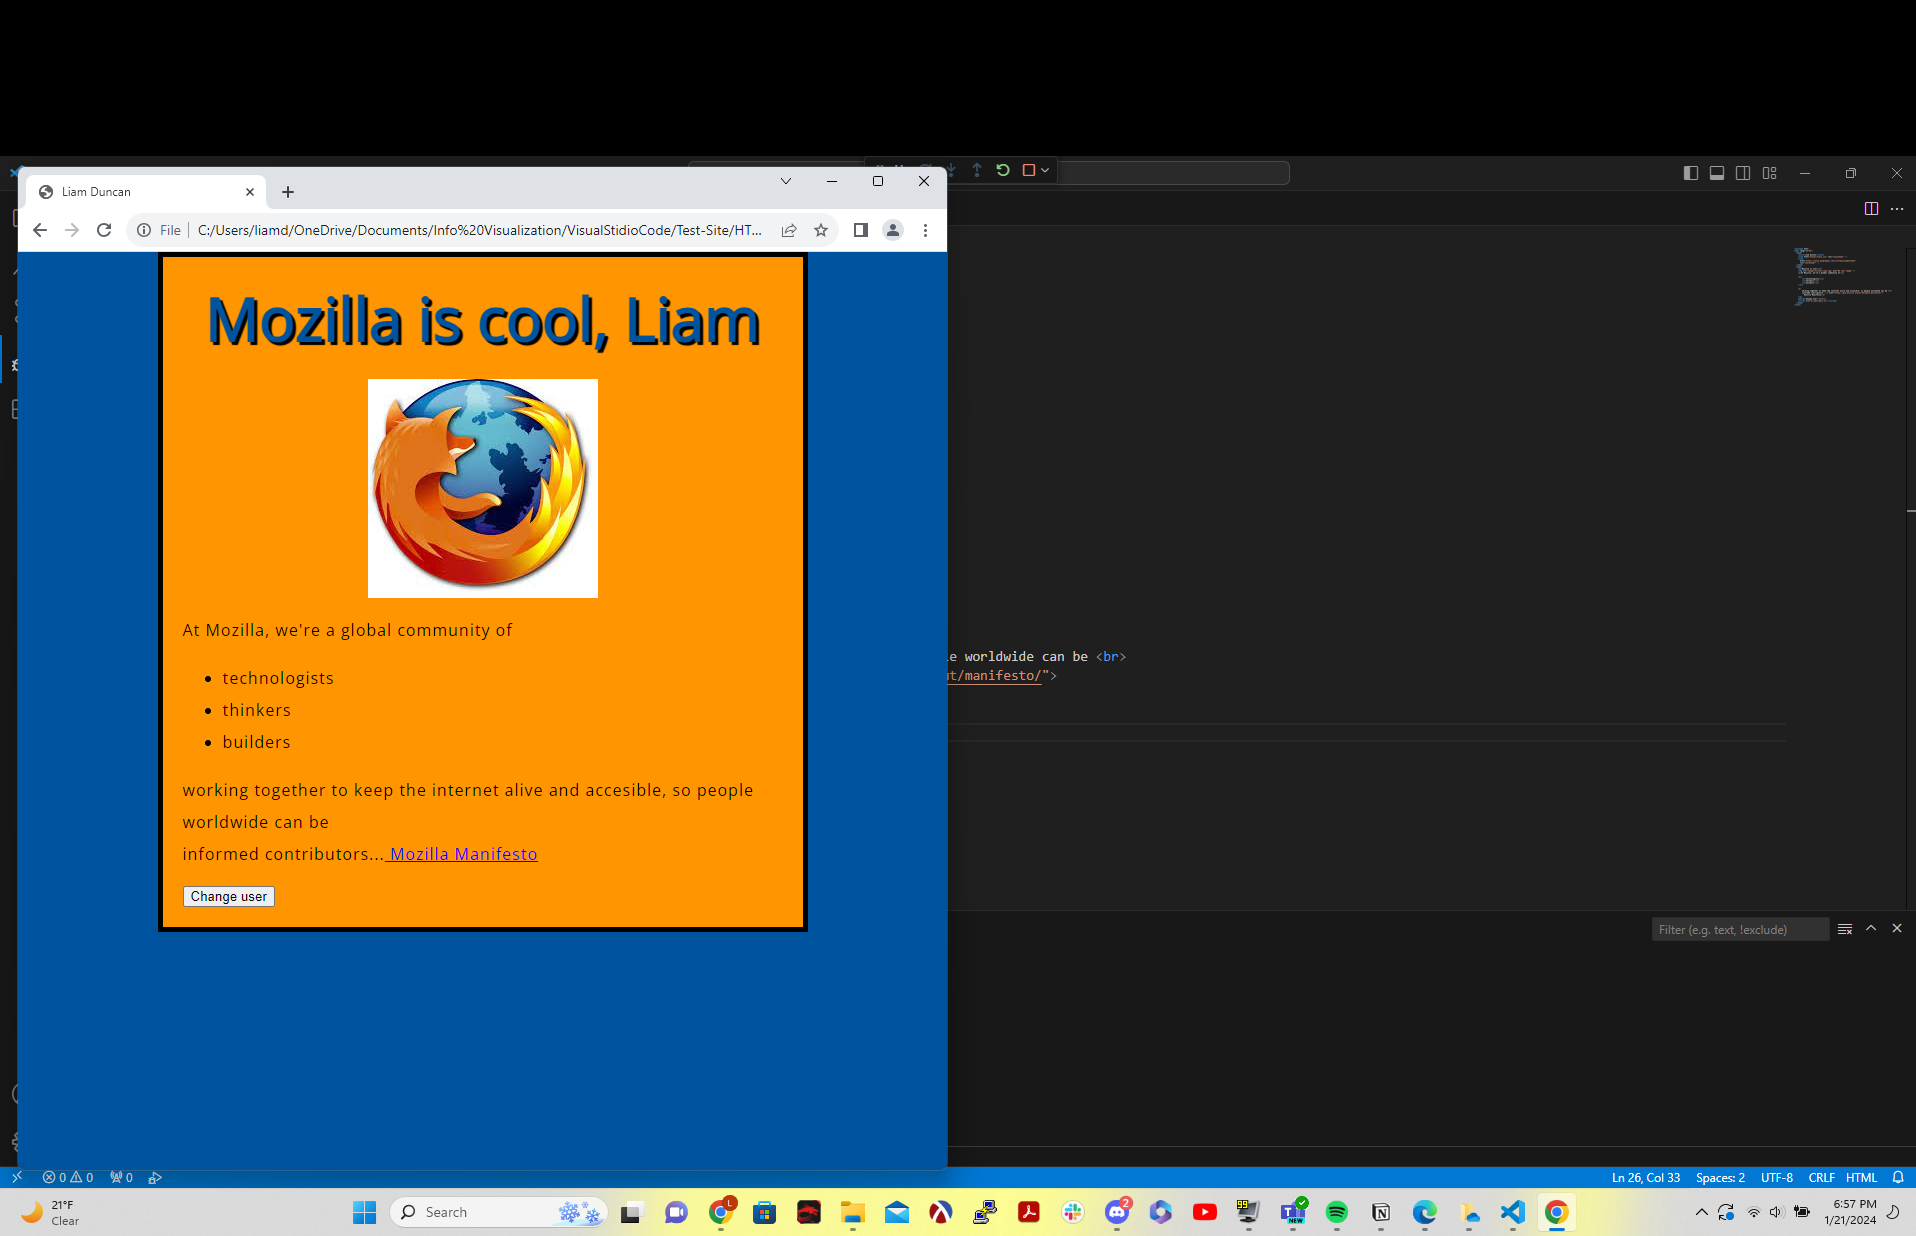 Liam Duncan
File
C:/Users/liamd/OneDrive/Documents/Info%20Visualization/VisualStidioCode/Test-Site/HT...
Mozilla is cool, Liam
At Mozilla, we're a global community of
technologists
thinkers
builders
working together to keep the internet alive and accesible, so people
worldwide can be
informed contributors... Mozilla Manifesto
Change user
e worldwide can be <br>
ut/manifesto/">
Filter (e.g. text, !exclude)
0 0 0
Ln 26, Col 33 Spaces: 2 UTF-8 CRLF HTML
21°F
Clear
Search
L
2
99
NEW
6:57 PM
1/21/2024